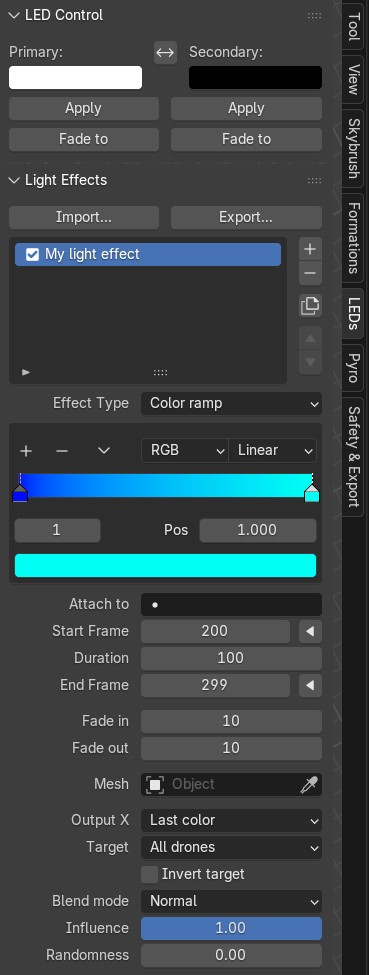 LED Control
Primary:
Secondary:
Apply
Apply
Fade to
Fade to
Light Effects
Import...
Export...
My light effect
Effect Type
Color ramp
RGB
Linear
1
Pos
1.000
Attach to
Start Frame
200
Duration
100
End Frame
299
Fade in
10
Fade out
10
Mesh
Object
Output X
Last color
Target
All drones
Invert target
Blend mode
Normal
Influence
1.00
Randomness
0.00
Tool
View
Skybrush
Formations
LEDs
Pyro
Safety & Export